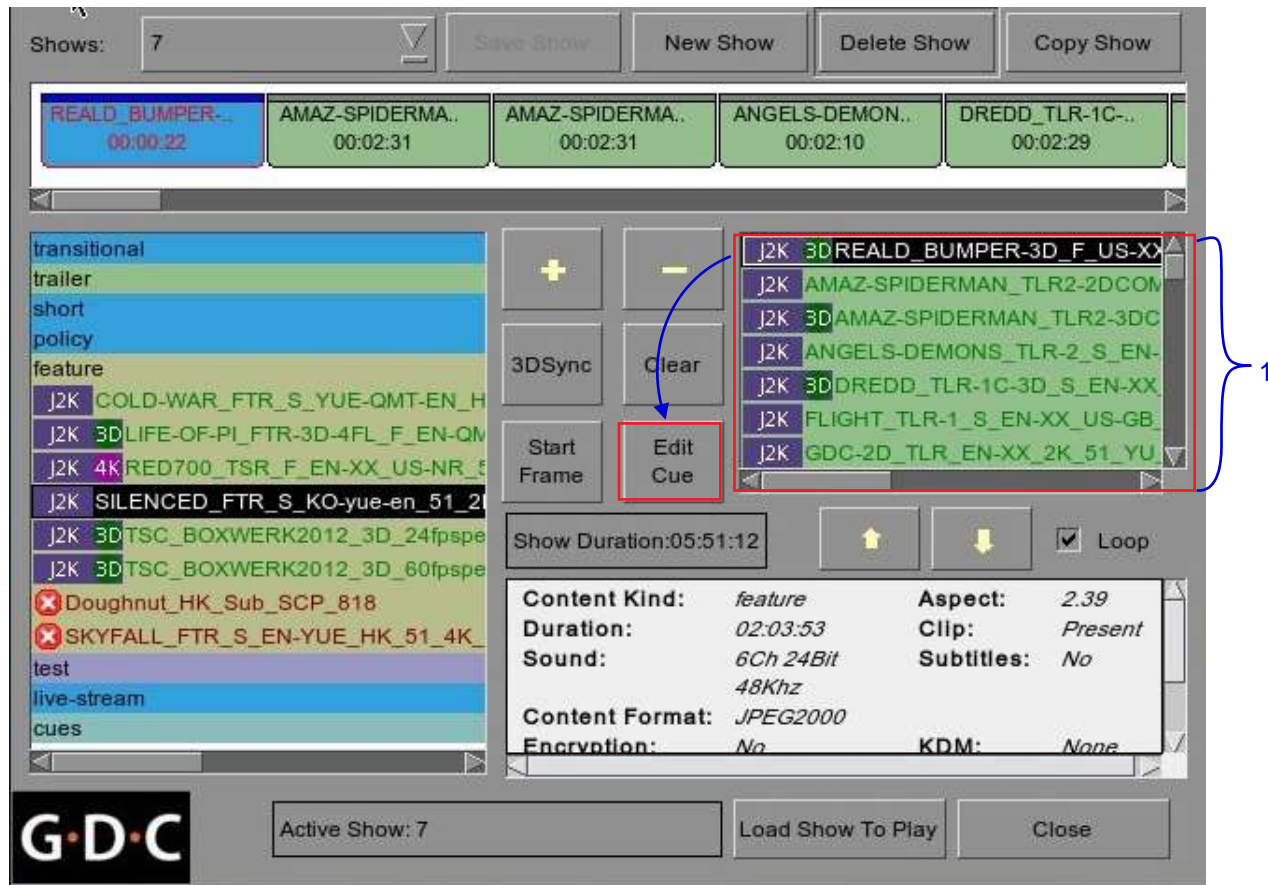 Shows:
7
Save Show
New Show
Delete Show
Copy Show
REALD_BUMPER-..
00:00:22
AMAZ-SPIDERMA..
00:02:31
AMAZ-SPIDERMA..
00:02:31
ANGELS-DEMON..
00:02:10
DREDD_TLR-1C-..
00:02:29
transitional
trailer
short
policy
feature
J2K COLD-WAR_FTR_S_YUE-QMT-EN_H
J2K 3D LIFE-OF-PI_FTR-3D-4FL_F_EN-QM
J2K 4K RED700_TSR_F_EN-XX_US-NR_5
J2K SILENCED_FTR_S_KO-yue-en_51_2
J2K 3D TSC_BOXWERK2012_3D_24fpspe
J2K 3D TSC_BOXWERK2012_3D_60fpspe
Doughnut_HK_Sub_SCP_818
SKYFALL_FTR_S_EN-YUE_HK_51_4K_
test
live-stream
cues
+
−
3DSync
Clear
Start
Frame
Edit
Cue
J2K 3D REALD_BUMPER-3D_F_US-XX
J2K AMAZ-SPIDERMAN_TLR2-2DCOM
J2K 3D AMAZ-SPIDERMAN_TLR2-3DC
J2K ANGELS-DEMONS_TLR-2_S_EN-
J2K 3D DREDD_TLR-1C-3D_S_EN-XX
J2K FLIGHT_TLR-1_S_EN-XX_US-GB_
J2K GDC-2D_TLR_EN-XX_2K_51_YU_
1
Show Duration:05:51:12
Loop
Content Kind: feature Aspect: 2.39
Duration: 02:03:53 Clip: Present
Sound: 6Ch 24Bit Subtitles: No
48Khz
Content Format: JPEG2000
Encryption: No KDM: None
G·D·C
Active Show: 7
Load Show To Play
Close